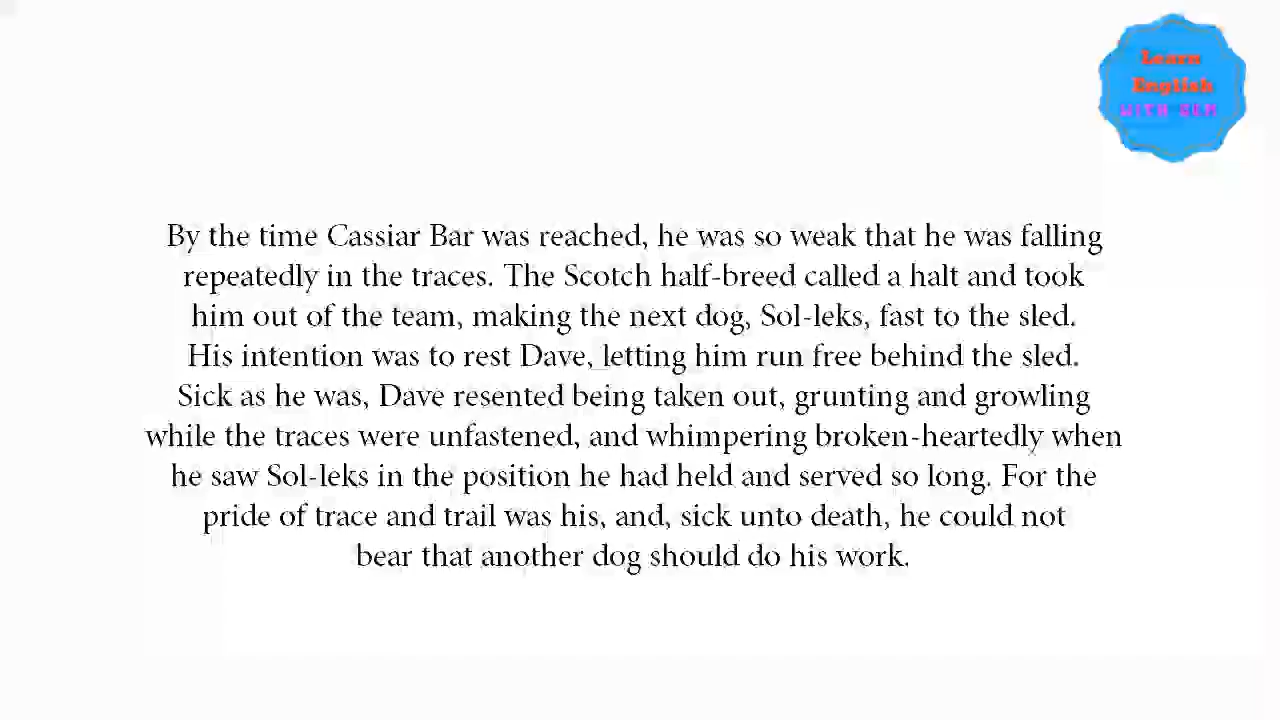 Learn
English
WITH GEM
By the time Cassiar Bar was reached, he was so weak that he was falling
repeatedly in the traces. The Scotch half-breed called a halt and took
him out of the team, making the next dog, Sol-leks, fast to the sled.
His intention was to rest Dave, letting him run free behind the sled.
Sick as he was, Dave resented being taken out, grunting and growling
while the traces were unfastened, and whimpering broken-heartedly when
he saw Sol-leks in the position he had held and served so long. For the
pride of trace and trail was his, and, sick unto death, he could not
bear that another dog should do his work.